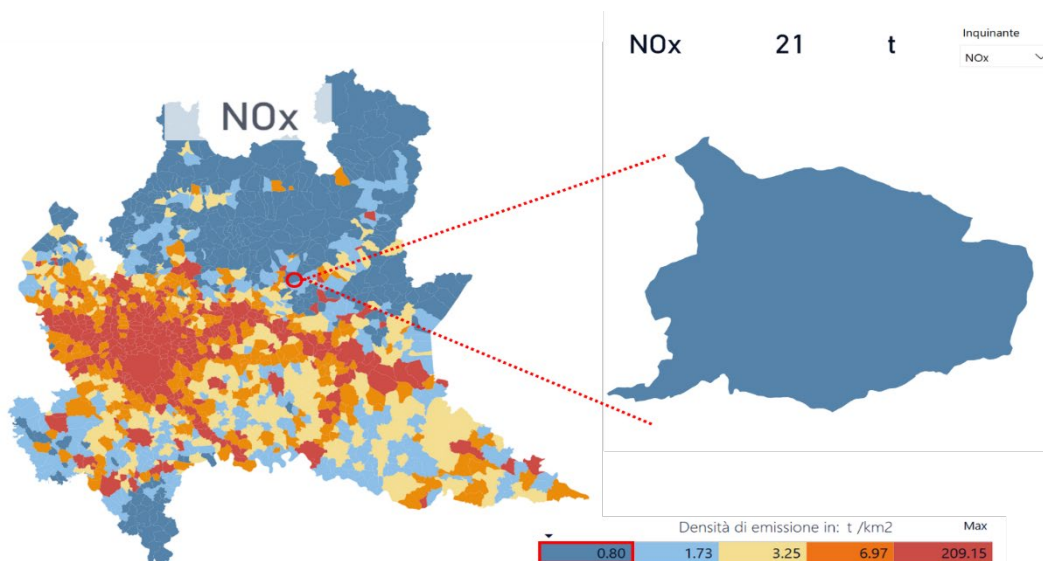 NOx 21 t
Inquinante
NOx
NOx
Densità di emissione in: t /km2 Max
0.80 1.73 3.25 6.97 209.15